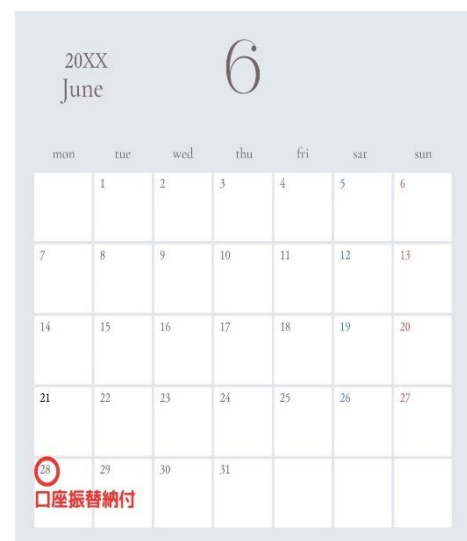 20XX
June
6
mon tue wed thu fri sat sun
1 2 3 4 5 6
7 8 9 10 11 12 13
14 15 16 17 18 19 20
21 22 23 24 25 26 27
28 29 30 31
口座振替納付